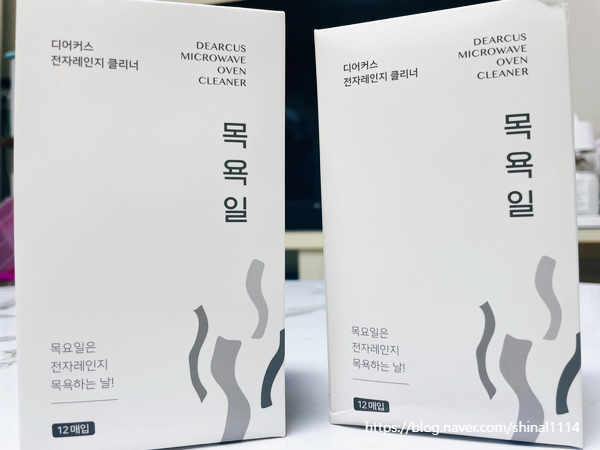 디어커스
전자레인지 클리너
DEARCUS
MICROWAVE
OVEN
CLEANER
목욕일
목요일은
전자레인지
목욕하는 날!
12매입
디어커스
전자레인지 클리너
DEARCUS
MICROWAVE
OVEN
CLEANER
목욕일
목요일은
전자레인지
목욕하는 날!
12매입
https://blog.naver.com/shinal1114